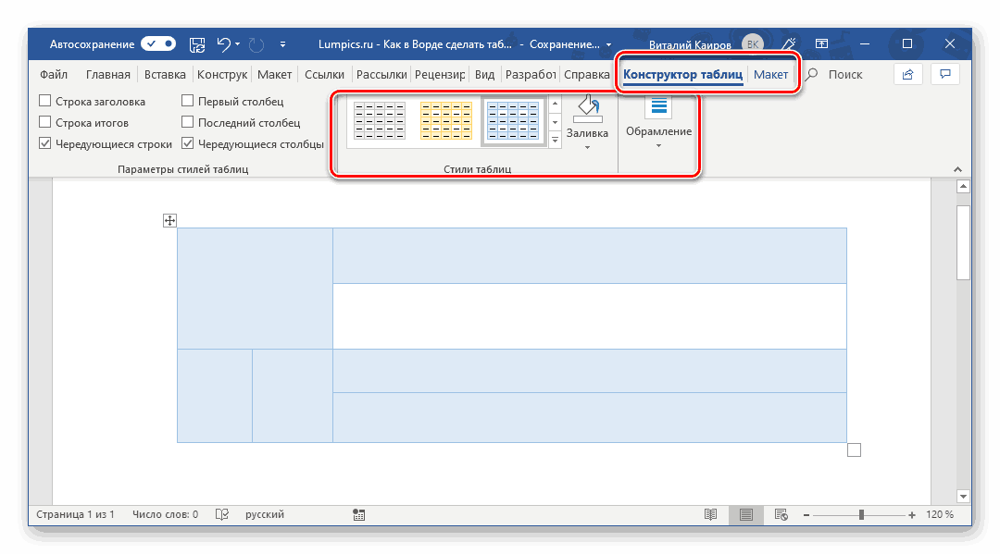 Автосохранение
Lumpics.ru - Как в Ворде сделать таб... - Сохранение...
Виталий Каиров ВК
Файл Главная Вставка Конструк Макет Ссылки Рассылки Рецензир Вид Разработ Справка Конструктор таблиц Макет Поиск
Строка заголовка Первый столбец
Строка итогов Последний столбец
Чередующиеся строки Чередующиеся столбцы
Заливка
Обрамление
Параметры стилей таблиц Стили таблиц
Страница 1 из 1 Число слов: 0 русский 120 %